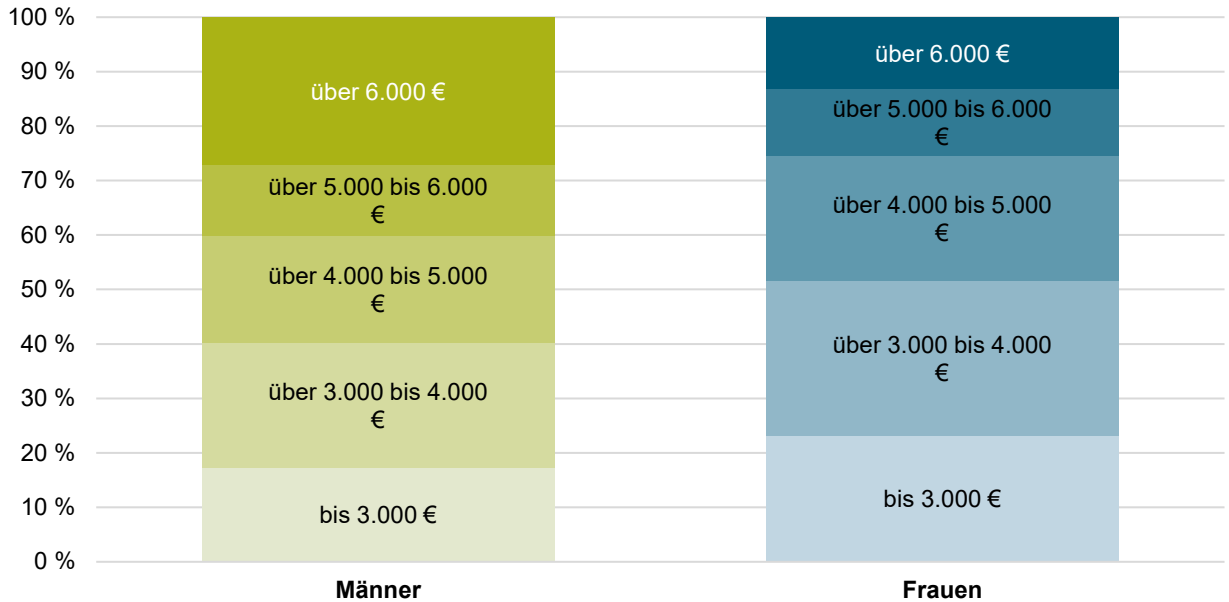 100 %
90 %
80 %
70 %
60 %
50 %
40 %
30 %
20 %
10 %
0 %
über 6.000 €
über 5.000 bis 6.000
€
über 4.000 bis 5.000
€
über 3.000 bis 4.000
€
bis 3.000 €
Männer
über 6.000 €
über 5.000 bis 6.000
€
über 4.000 bis 5.000
€
über 3.000 bis 4.000
€
bis 3.000 €
Frauen